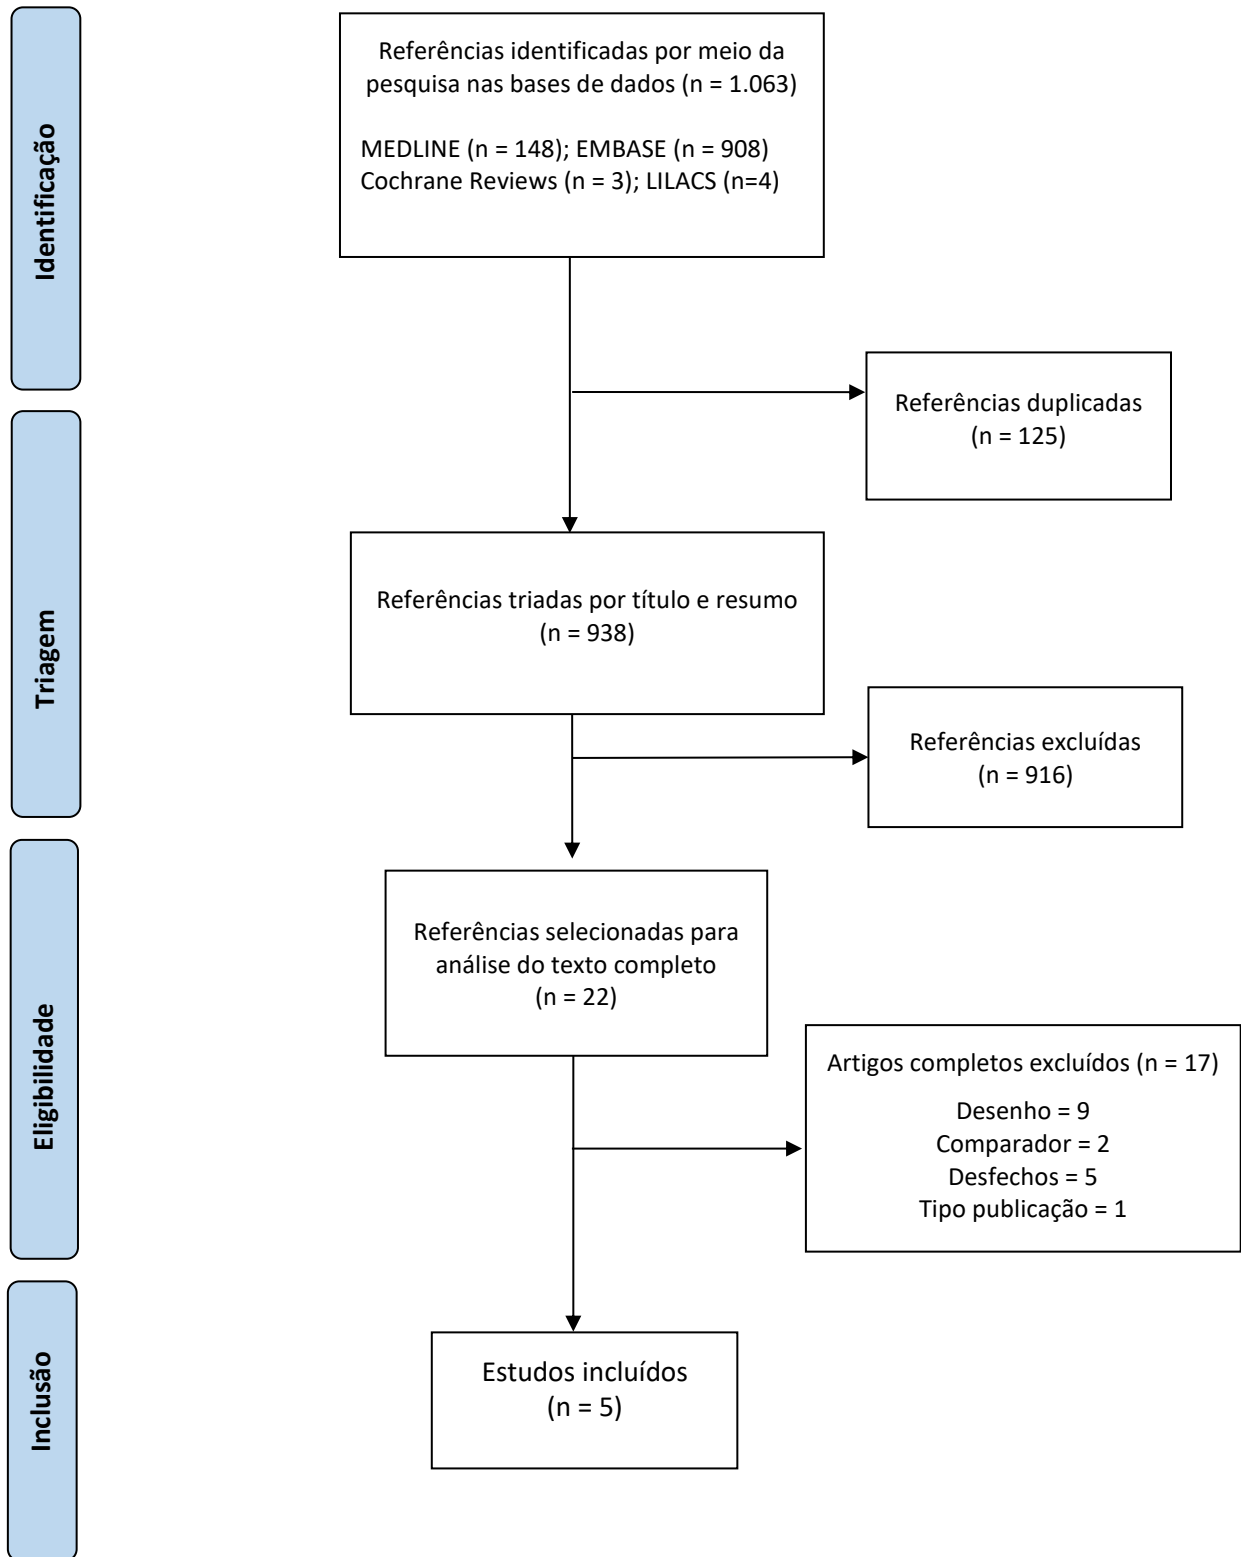 Identificação
Referências identificadas por meio da
pesquisa nas bases de dados (n = 1.063)
MEDLINE (n = 148); EMBASE (n = 908)
Cochrane Reviews (n = 3); LILACS (n=4)
Referências duplicadas
(n = 125)
Triagem
Referências triadas por título e resumo
(n = 938)
Referências excluídas
(n = 916)
Eligibilidade
Referências selecionadas para
análise do texto completo
(n = 22)
Artigos completos excluídos (n = 17)
Desenho = 9
Comparador = 2
Desfechos = 5
Tipo publicação = 1
Inclusão
Estudos incluídos
(n = 5)